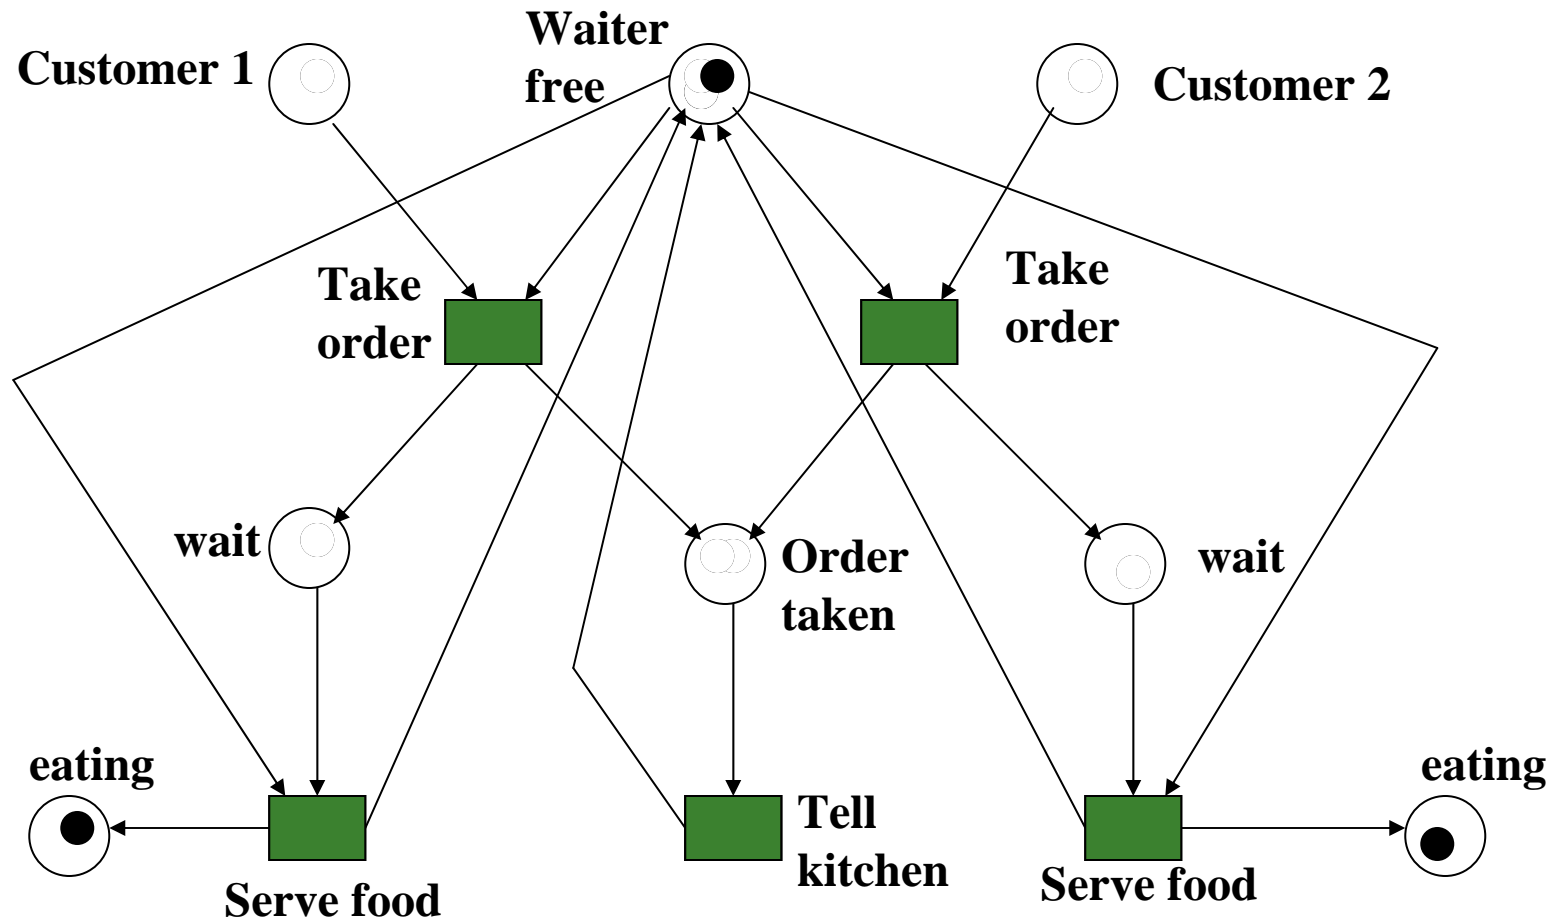 Customer 1
Waiter
free
Customer 2
Take
order
Take
order
wait
Order
taken
wait
eating
Tell
kitchen
eating
Serve food
Serve food